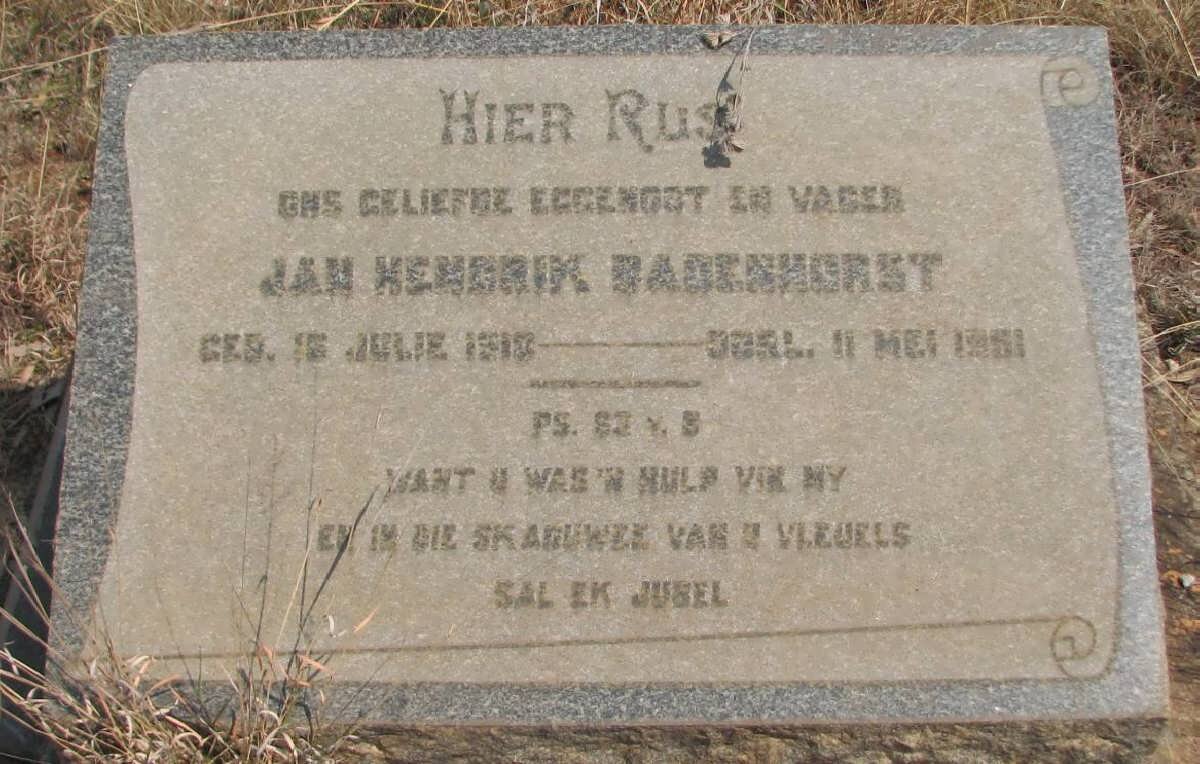 HIER RUS
ONS GELIEFDE EGGENOOT EN VADER
JAN HENDRIK BADENHORST
GEB. 16 JULIE 1910 — OORL. 11 MEI 1961
PS. 63 v. 8
WANT U WAS 'N HULP VIR MY
EN IN DIE SKADUWEE VAN U VLEUELS
SAL EK JUBEL